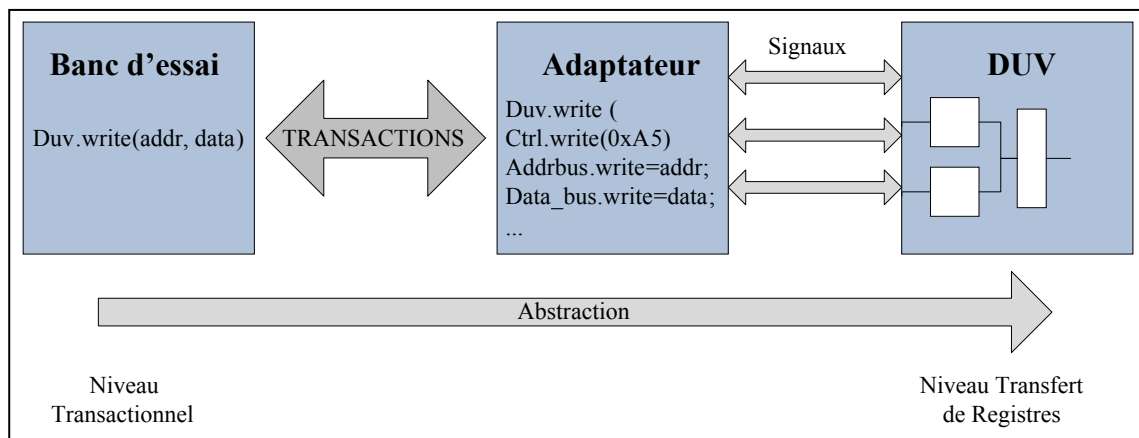 Banc d'essai
Duv.write(addr, data)
TRANSACTIONS
Adaptateur
Duv.write (
Ctrl.write(0xA5)
Addrbus.write=addr;
Data_bus.write=data;
...
Signaux
DUV
Abstraction
Niveau
Transactionnel
Niveau Transfert
de Registres